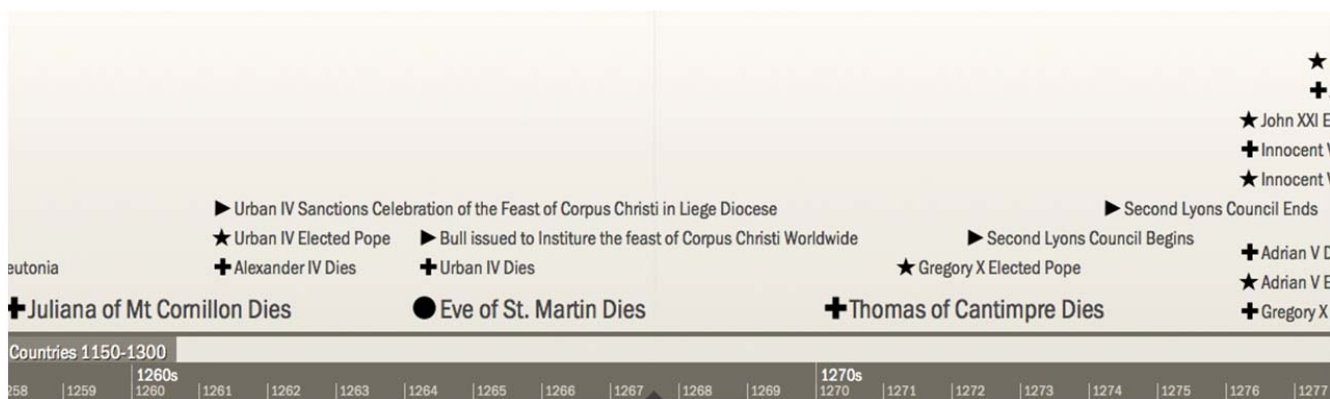 John XXI E
Innocent V
Innocent V
Urban IV Sanctions Celebration of the Feast of Corpus Christi in Liege Diocese
Second Lyons Council Ends
Urban IV Elected Pope
Bull issued to Institure the feast of Corpus Christi Worldwide
Second Lyons Council Begins
Adrian V D
eutonia
Alexander IV Dies
Urban IV Dies
Gregory X Elected Pope
Adrian V E
Juliana of Mt Cornillon Dies
Eve of St. Martin Dies
Thomas of Cantimpre Dies
Gregory X
Countries 1150-1300
1260s
1270s
258 1259 1260 1261 1262 1263 1264 1265 1266 1267 1268 1269 1270 1271 1272 1273 1274 1275 1276 1277